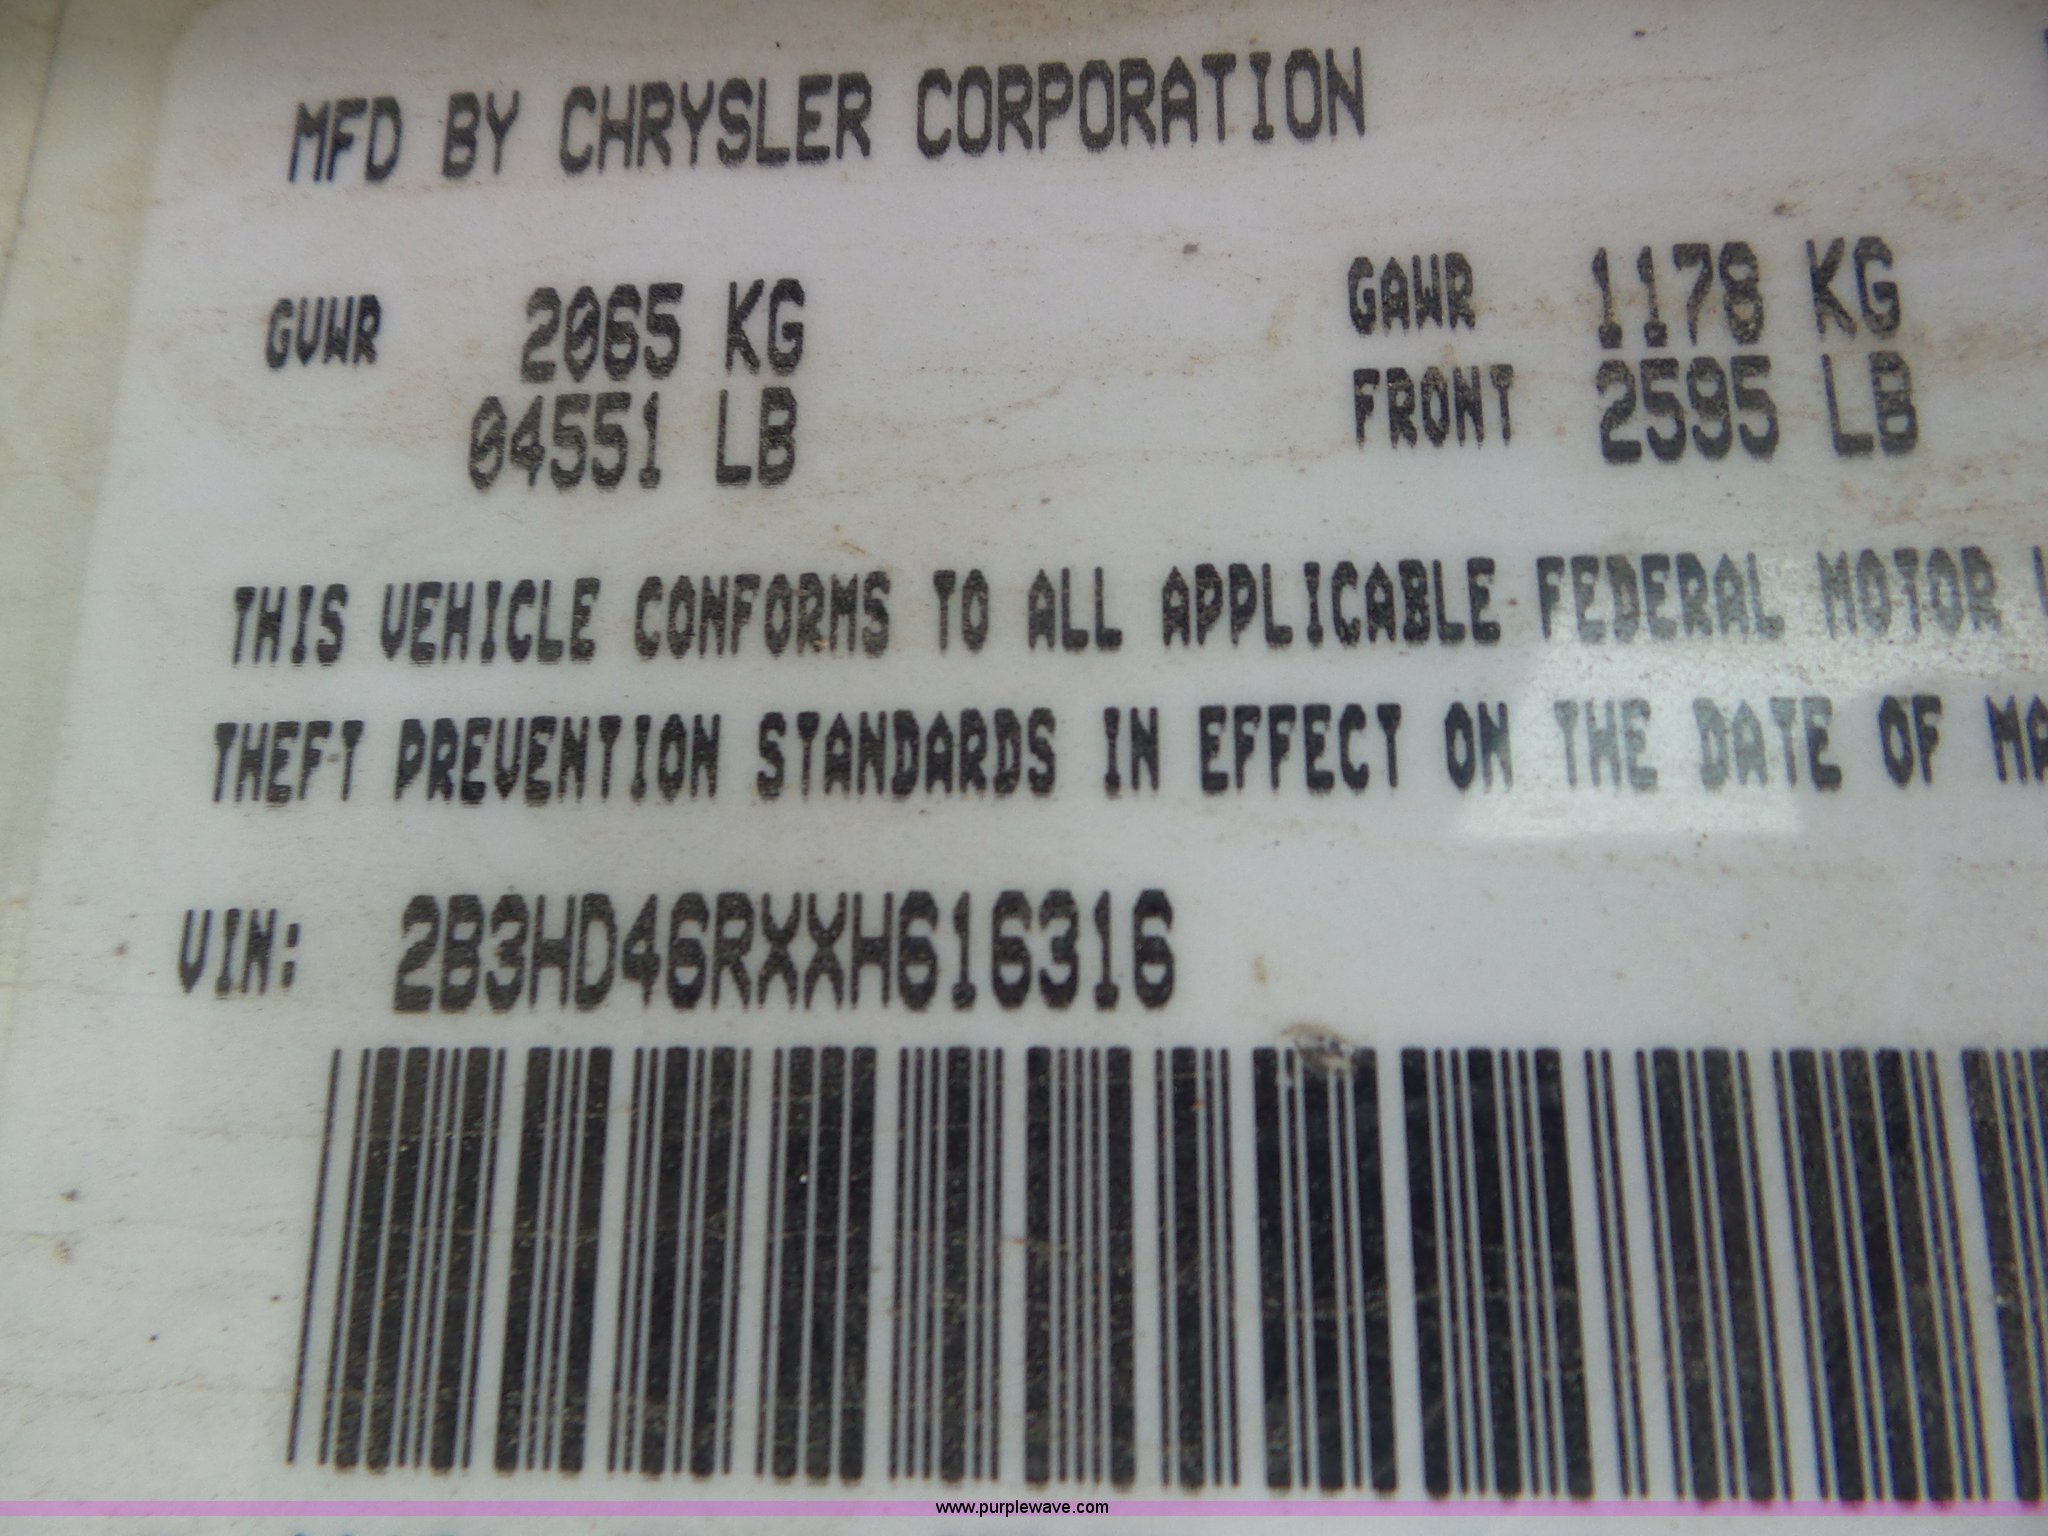 MFD BY CHRYSLER CORPORATION
GVWR 2065 KG
04551 LB
GAWR 1178 KG
FRONT 2595 LB
THIS VEHICLE CONFORMS TO ALL APPLICABLE FEDERAL MOTOR
THEFT PREVENTION STANDARDS IN EFFECT ON THE DATE OF MA
VIN: 2B3HD46RXXH616316
www.purplewave.com